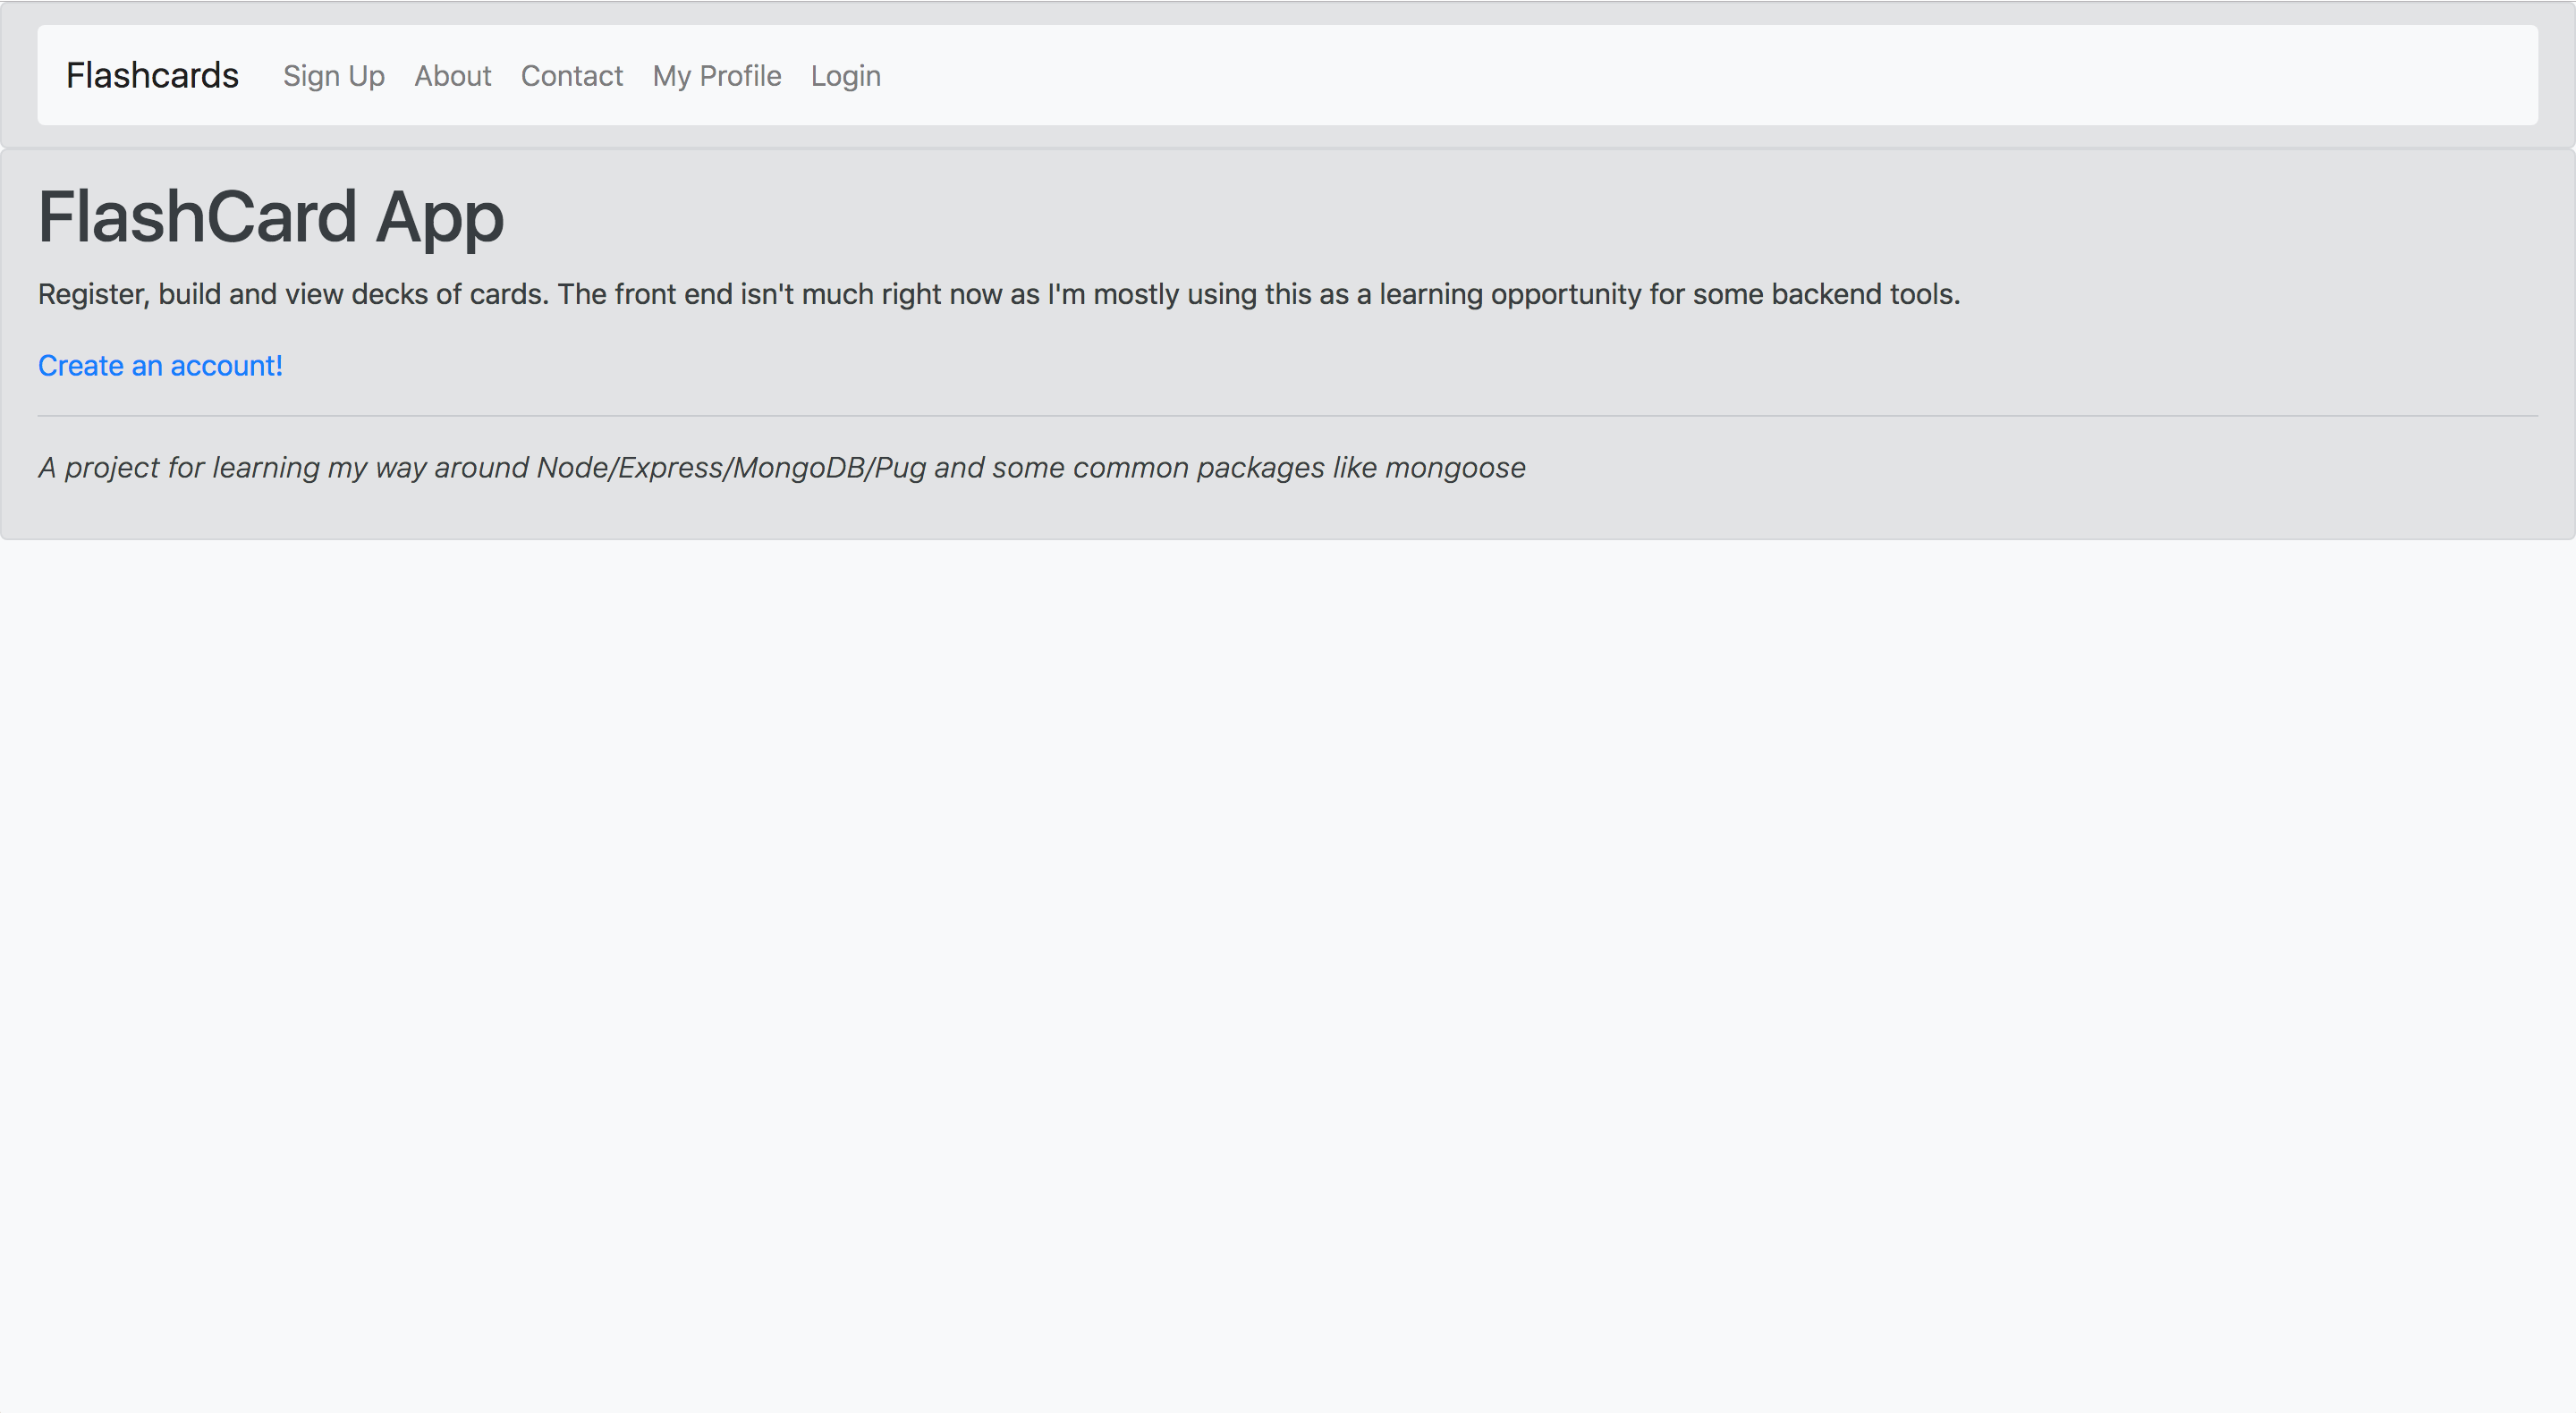 Flashcards Sign Up About Contact My Profile Login
FlashCard App
Register, build and view decks of cards. The front end isn't much right now as I'm mostly using this as a learning opportunity for some backend tools.
Create an account!
A project for learning my way around Node/Express/MongoDB/Pug and some common packages like mongoose